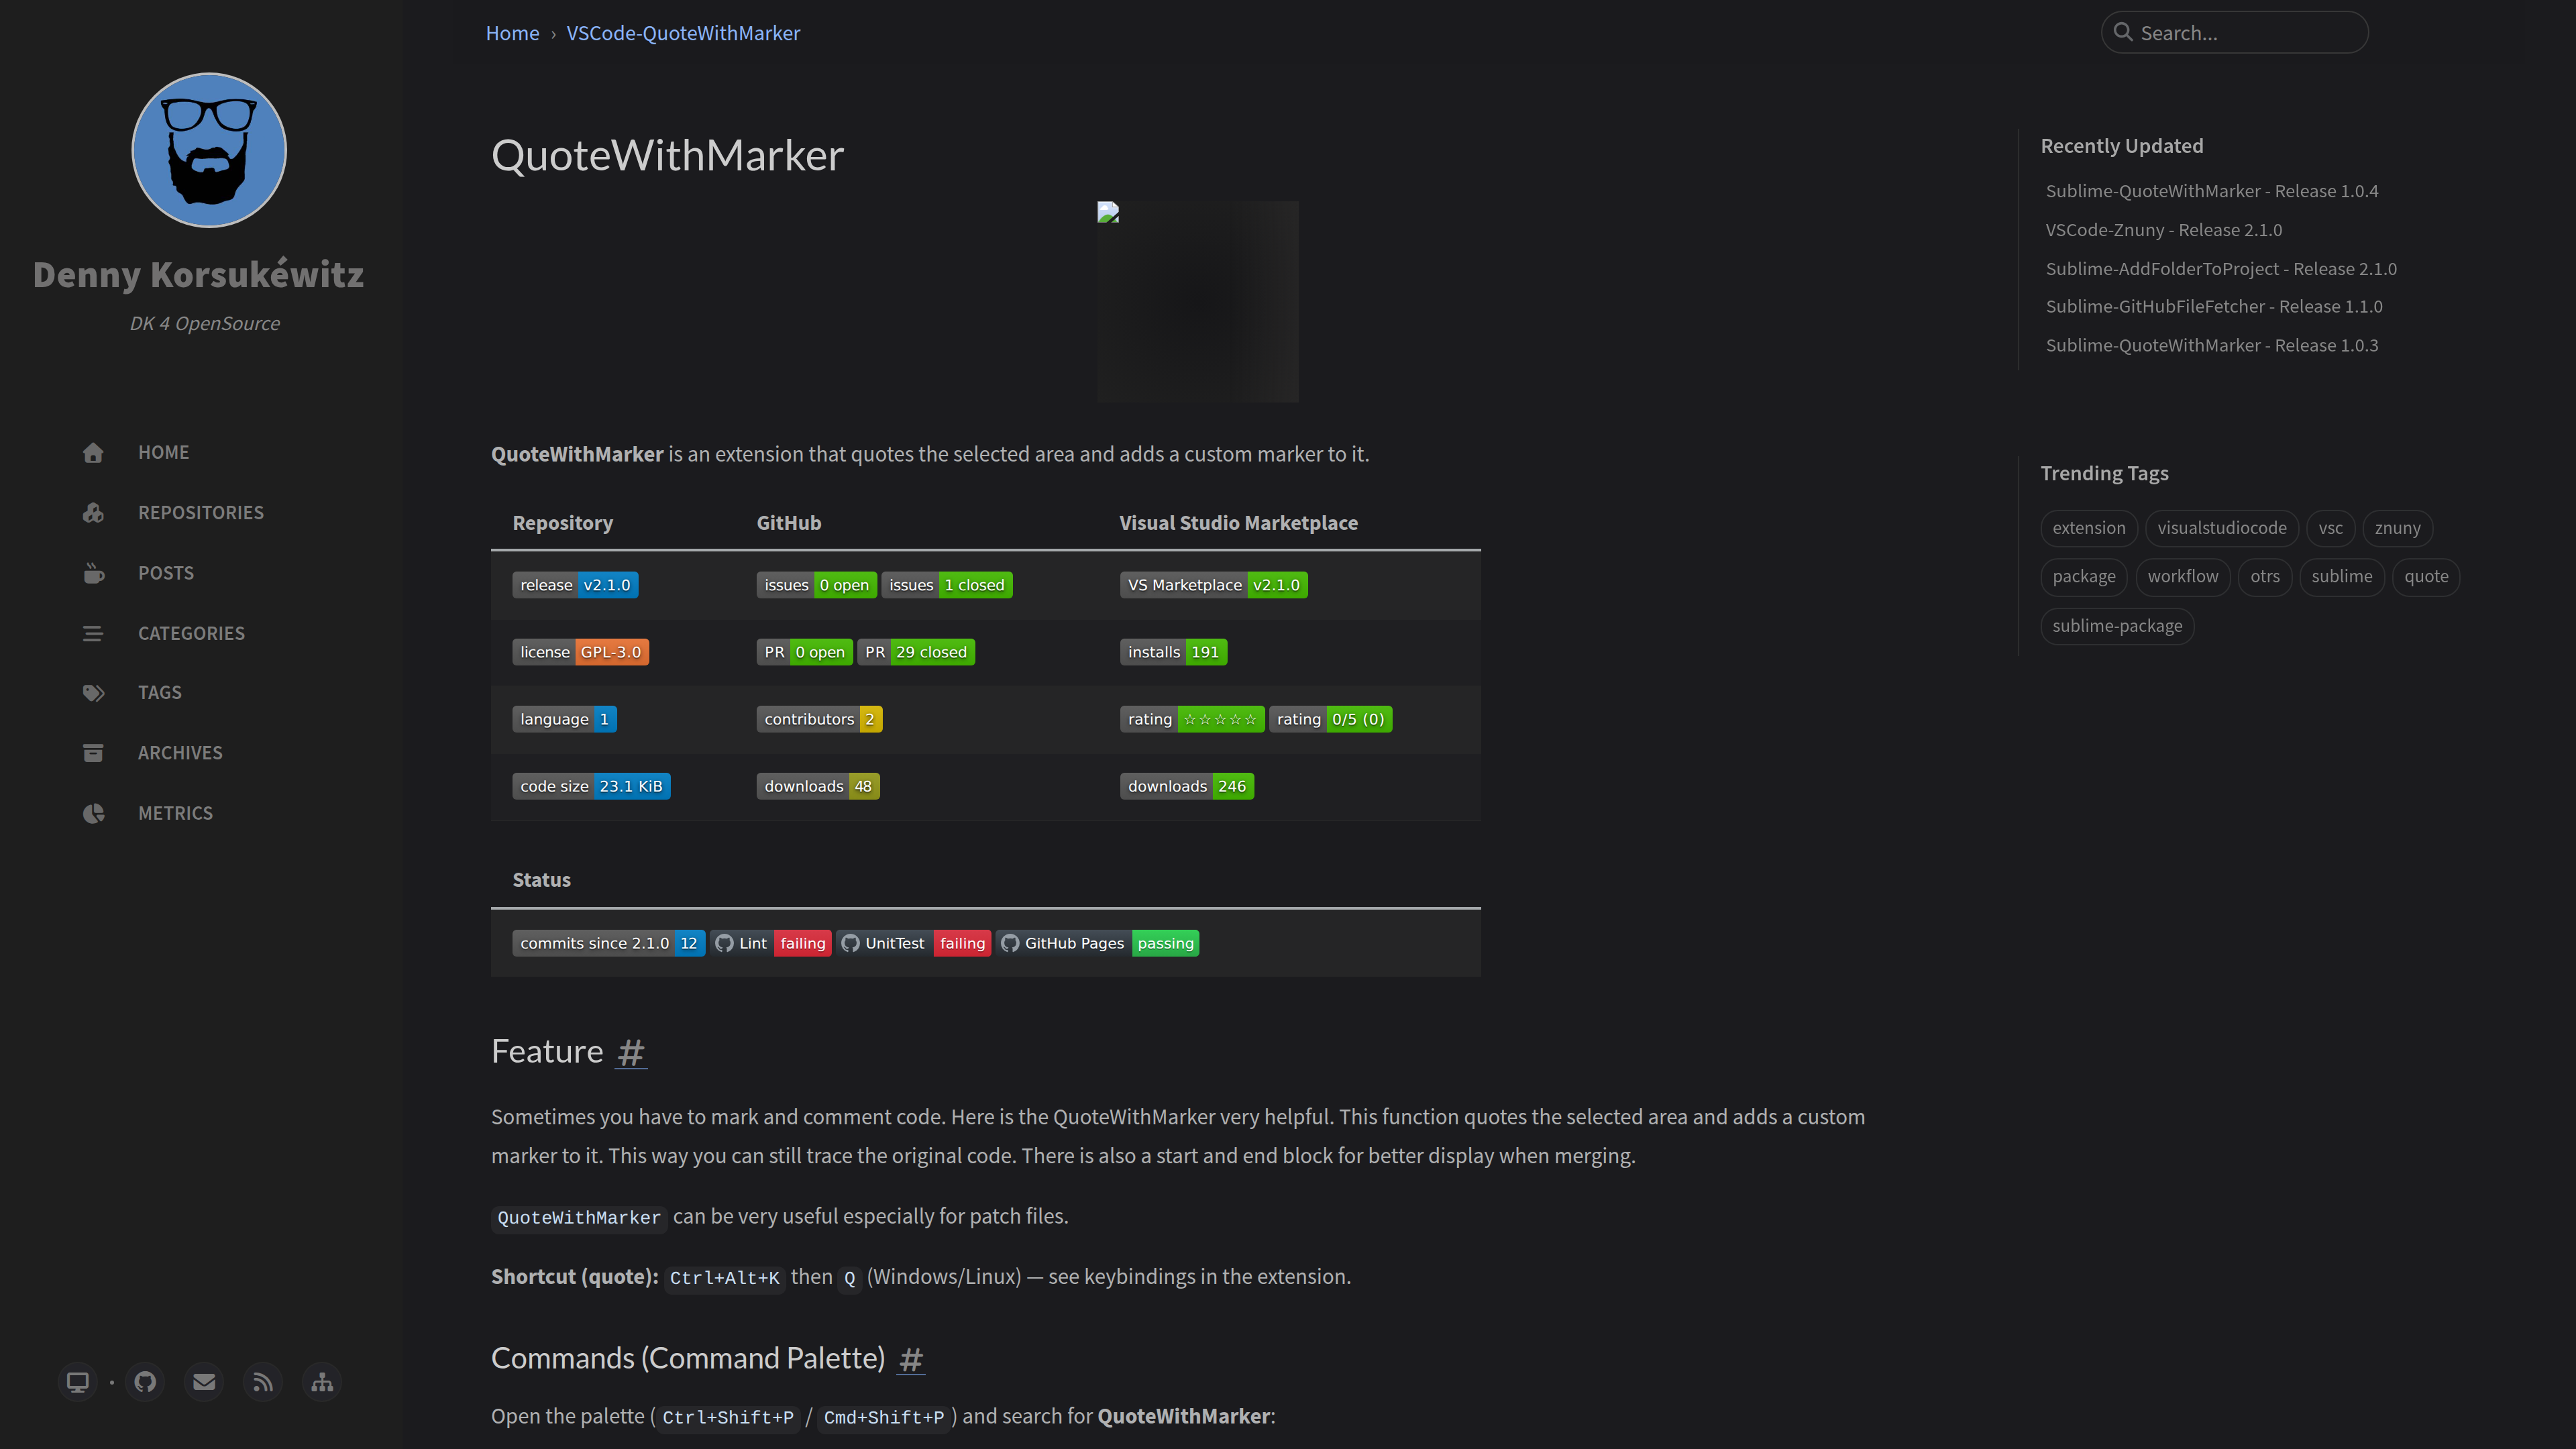 Denny Korsukéwitz
DK 4 OpenSource
HOME
REPOSITORIES
POSTS
CATEGORIES
TAGS
ARCHIVES
METRICS
Home › VSCode-QuoteWithMarker
Search...
QuoteWithMarker
QuoteWithMarker is an extension that quotes the selected area and adds a custom marker to it.
Repository GitHub Visual Studio Marketplace
release v2.1.0 issues 0 open issues 1 closed VS Marketplace v2.1.0
license GPL-3.0 PR 0 open PR 29 closed installs 191
language 1 contributors 2 rating ☆☆☆☆☆ rating 0/5 (0)
code size 23.1 KiB downloads 48 downloads 246
Status
commits since 2.1.0 12 Lint failing UnitTest failing GitHub Pages passing
Feature #
Sometimes you have to mark and comment code. Here is the QuoteWithMarker very helpful. This function quotes the selected area and adds a custom
marker to it. This way you can still trace the original code. There is also a start and end block for better display when merging.
QuoteWithMarker can be very useful especially for patch files.
Shortcut (quote): Ctrl+Alt+K then Q (Windows/Linux) — see keybindings in the extension.
Commands (Command Palette) #
Open the palette ( Ctrl+Shift+P / Cmd+Shift+P ) and search for QuoteWithMarker:
Recently Updated
Sublime-QuoteWithMarker - Release 1.0.4
VSCode-Znuny - Release 2.1.0
Sublime-AddFolderToProject - Release 2.1.0
Sublime-GitHubFileFetcher - Release 1.1.0
Sublime-QuoteWithMarker - Release 1.0.3
Trending Tags
extension visualstudiocode vsc znuny
package workflow otrs sublime quote
sublime-package